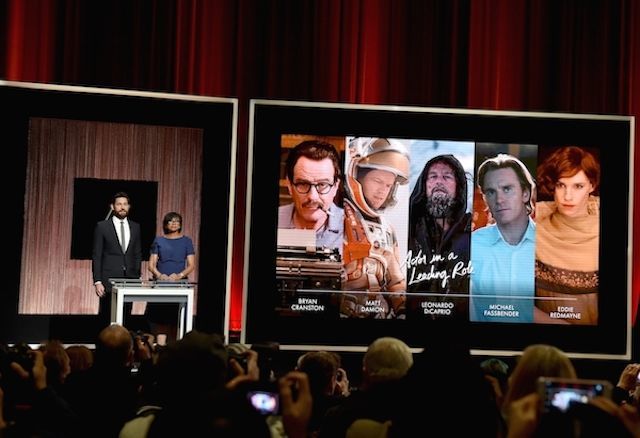 Actor in a
Leading Role
BRYAN
CRANSTON
MATT
DAMON
LEONARDO
DiCAPRIO
MICHAEL
FASSBENDER
EDDIE
REDMAYNE